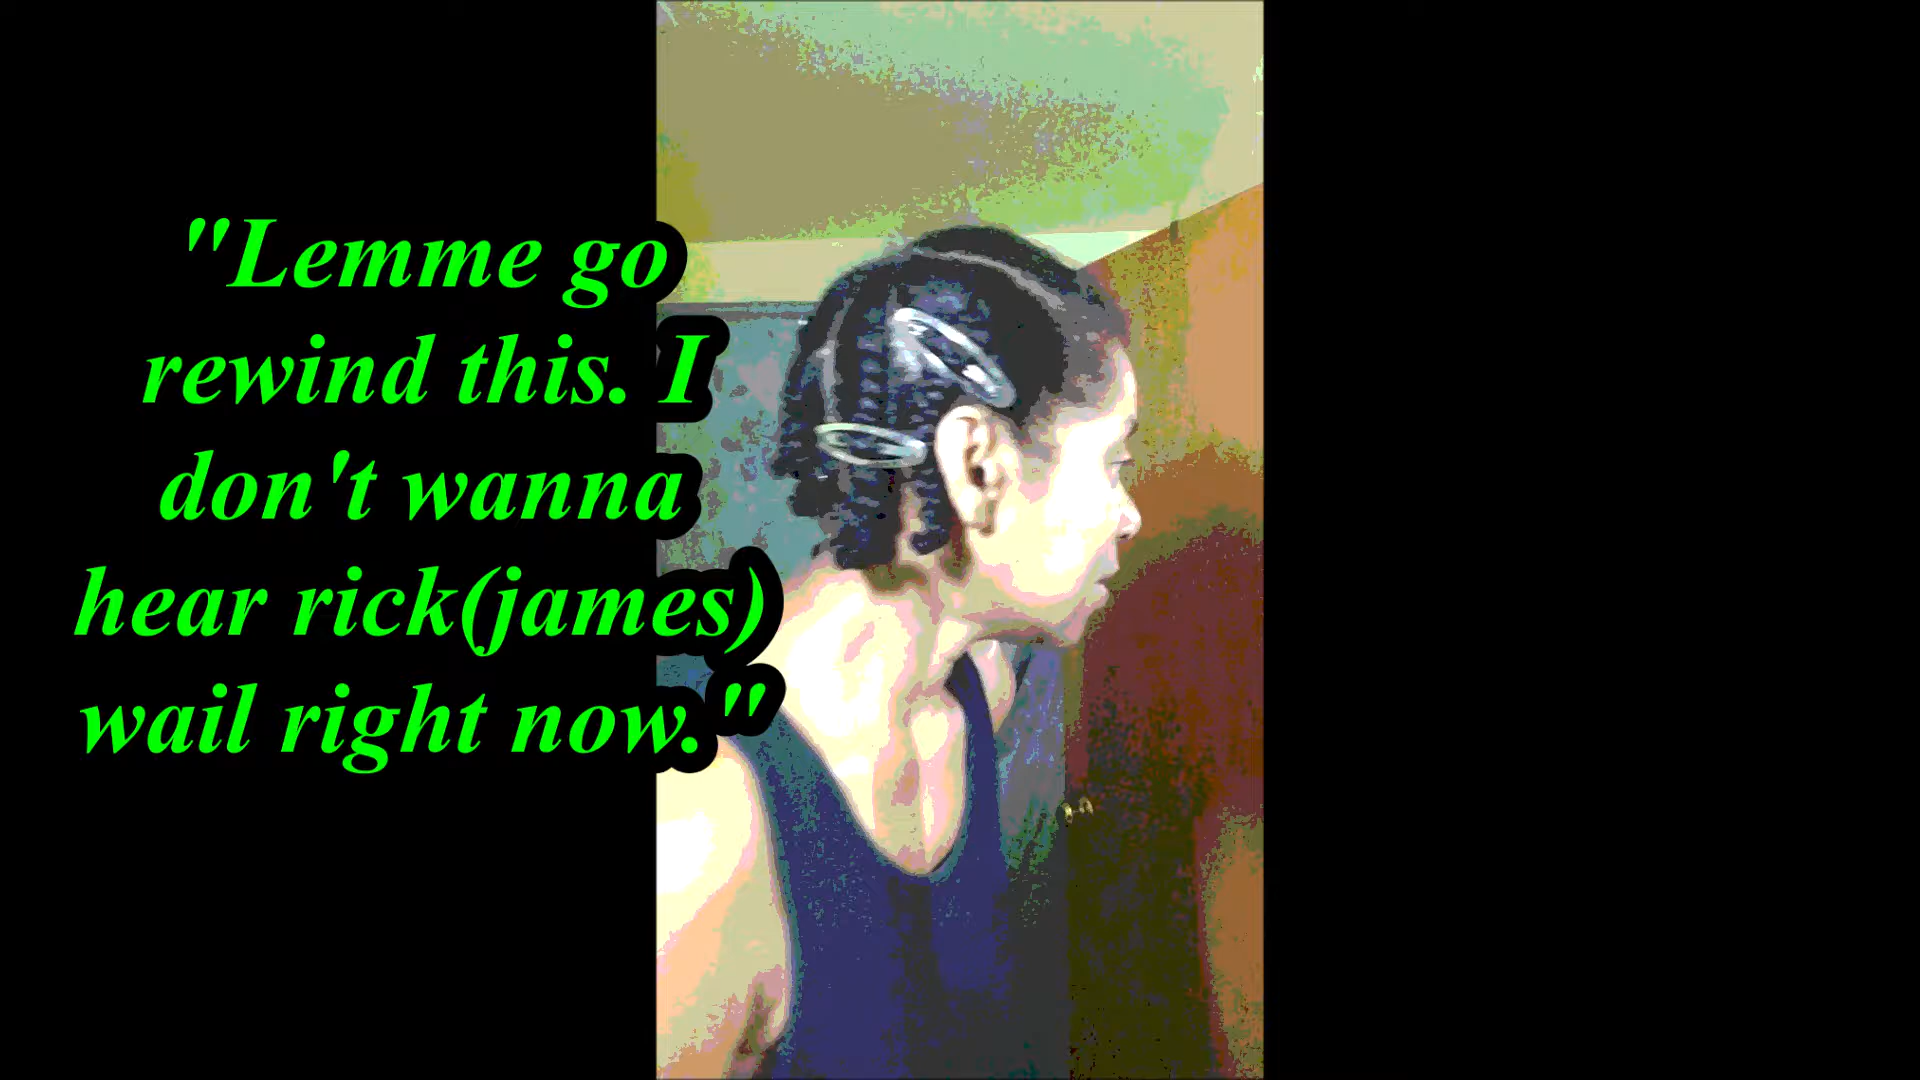 "Lemme go
rewind this. I
don't wanna
hear rick(james)
wail right now."